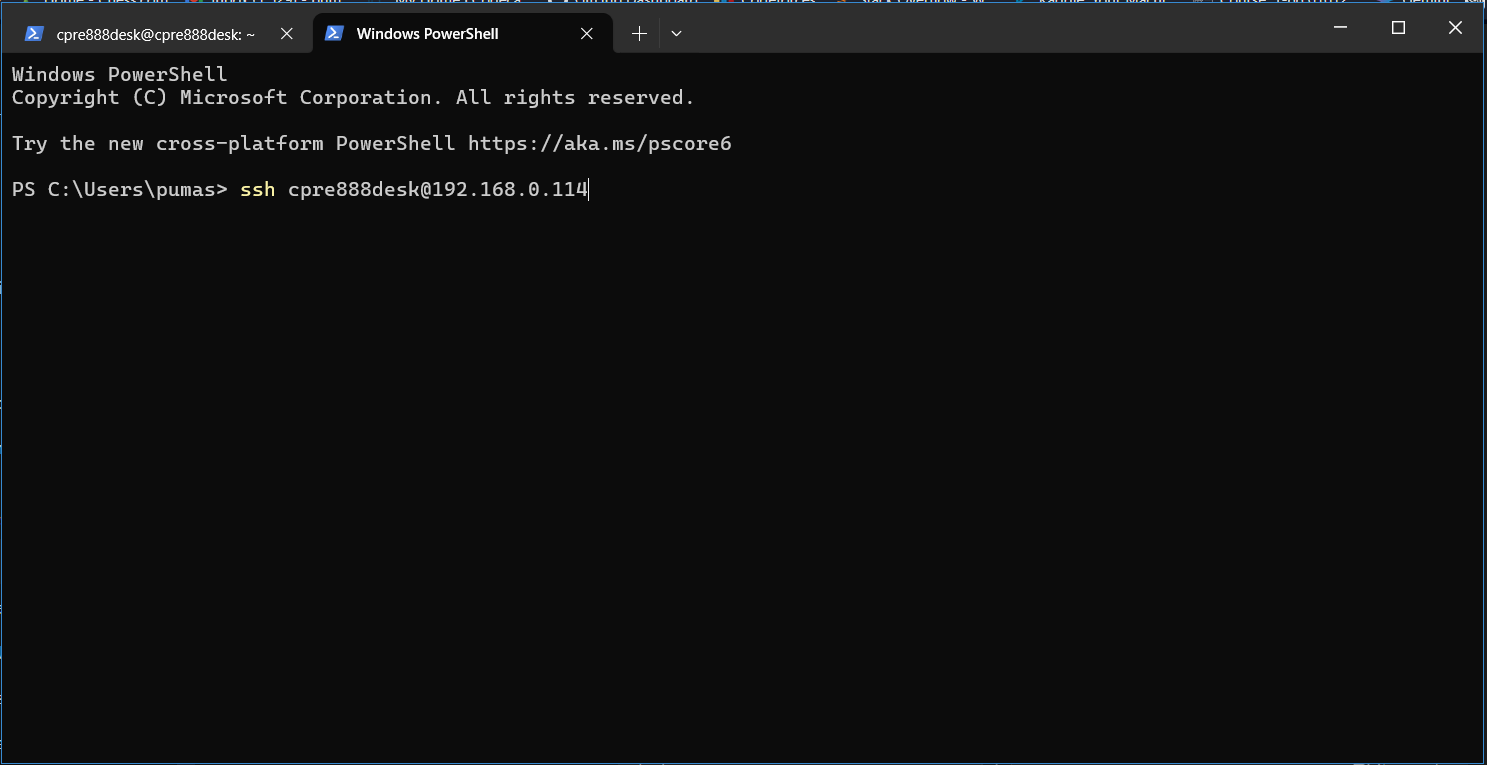 cpre888desk@cpre888desk: ~
Windows PowerShell
Windows PowerShell
Copyright (C) Microsoft Corporation. All rights reserved.
Try the new cross-platform PowerShell https://aka.ms/pscore6
PS C:\Users\pumas> ssh cpre888desk@192.168.0.114